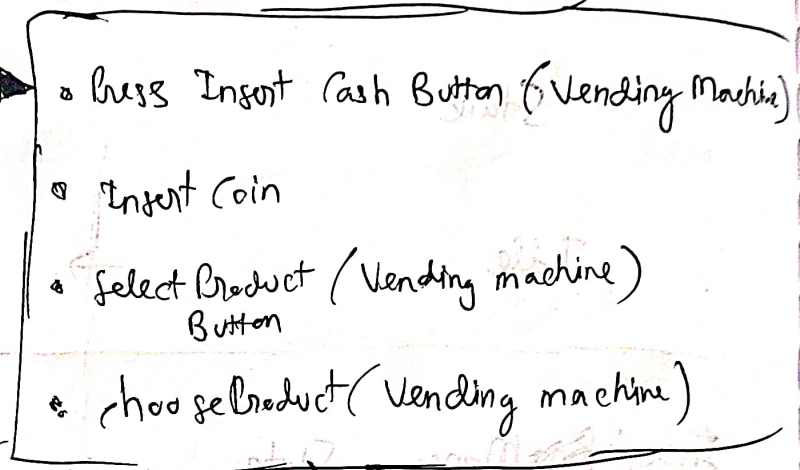 Press Insert Cash Button (Vending Machine)
Insert Coin
Select Product (Vending machine)
Button
chooseProduct (Vending machine)